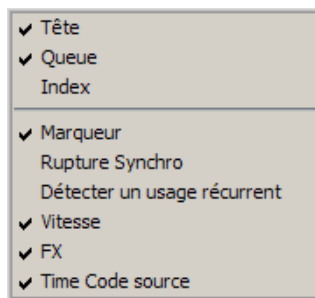 Tête
Queue
Index
Marqueur
Rupture Synchro
Détecter un usage récurrent
Vitesse
FX
Time Code source